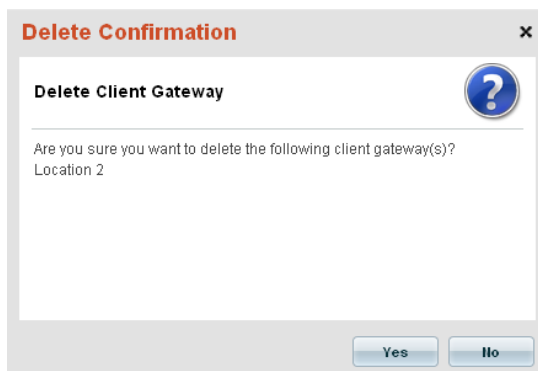 Delete Confirmation
Delete Client Gateway
Are you sure you want to delete the following client gateway(s)?
Location 2
Yes No